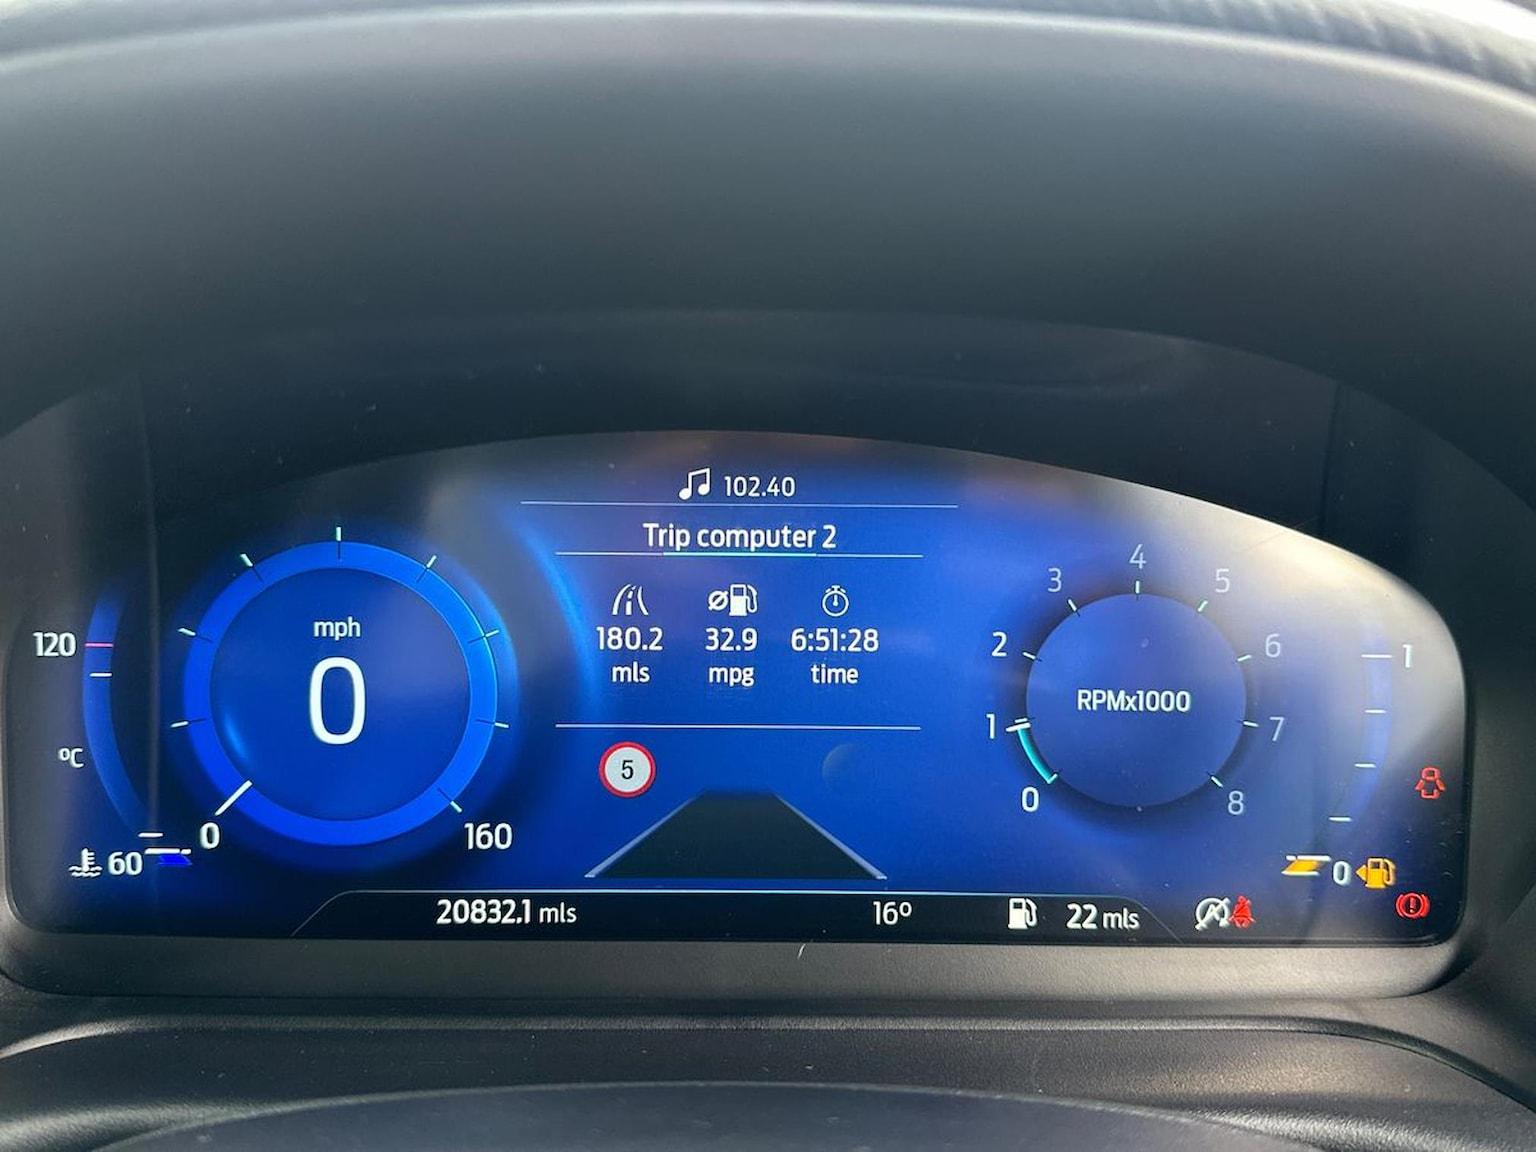 102.40
Trip computer 2
180.2 32.9 6:51:28
mls mpg time
mph
0
120
ºC
60
0 160
5
RPMx1000
0 1 2 3 4 5 6 7 8
1
0
20832.1 mls 16º 22 mls